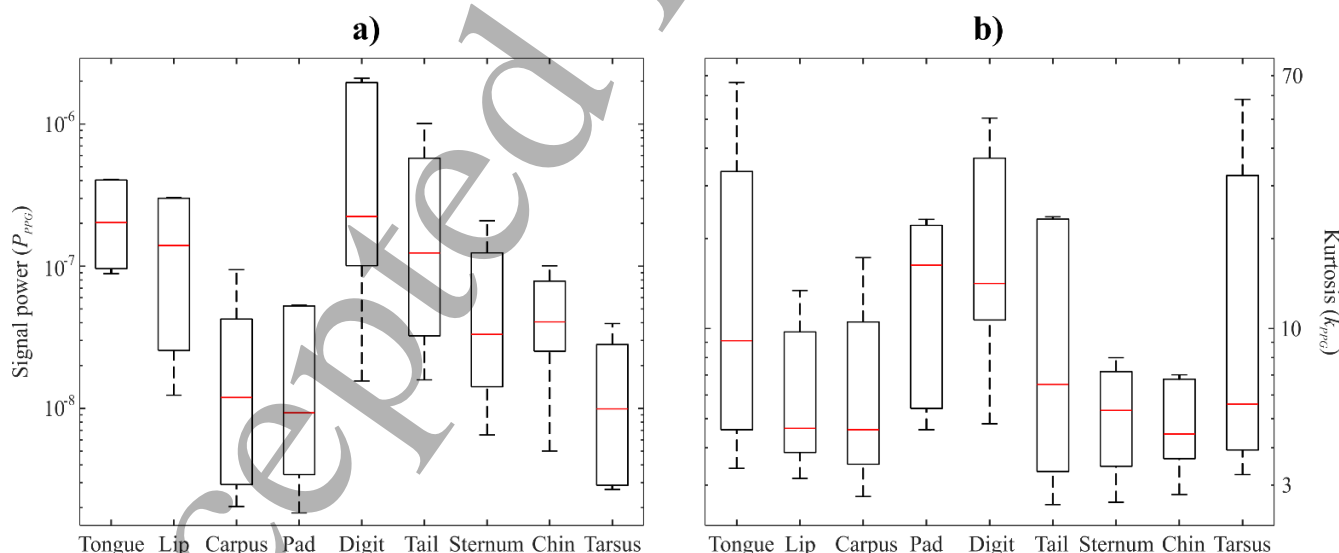 a)
b)
Signal power (P_PPG)
10^-6
10^-7
10^-8
Tongue Lip Carpus Pad Digit Tail Sternum Chin Tarsus
70
10
3
Kurtosis (k_PPG)
Tongue Lip Carpus Pad Digit Tail Sternum Chin Tarsus
cepted